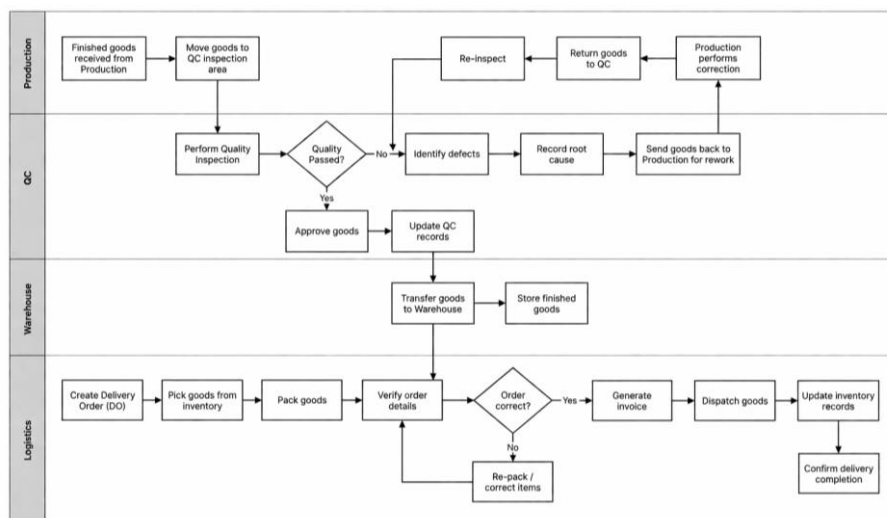 Production
Finished goods
received from
Production
Move goods to
QC inspection
area
Re-inspect
Return goods
to QC
Production
performs
correction
QC
Perform Quality
Inspection
Quality
Passed?
No
Identify defects
Record root
cause
Send goods back to
Production for rework
Yes
Approve goods
Update QC
records
Warehouse
Transfer goods
to Warehouse
Store finished
goods
Logistics
Create Delivery
Order (DO)
Pick goods from
inventory
Pack goods
Verify order
details
Order
correct?
Yes
Generate
invoice
Dispatch goods
Update inventory
records
No
Re-pack /
correct items
Confirm delivery
completion